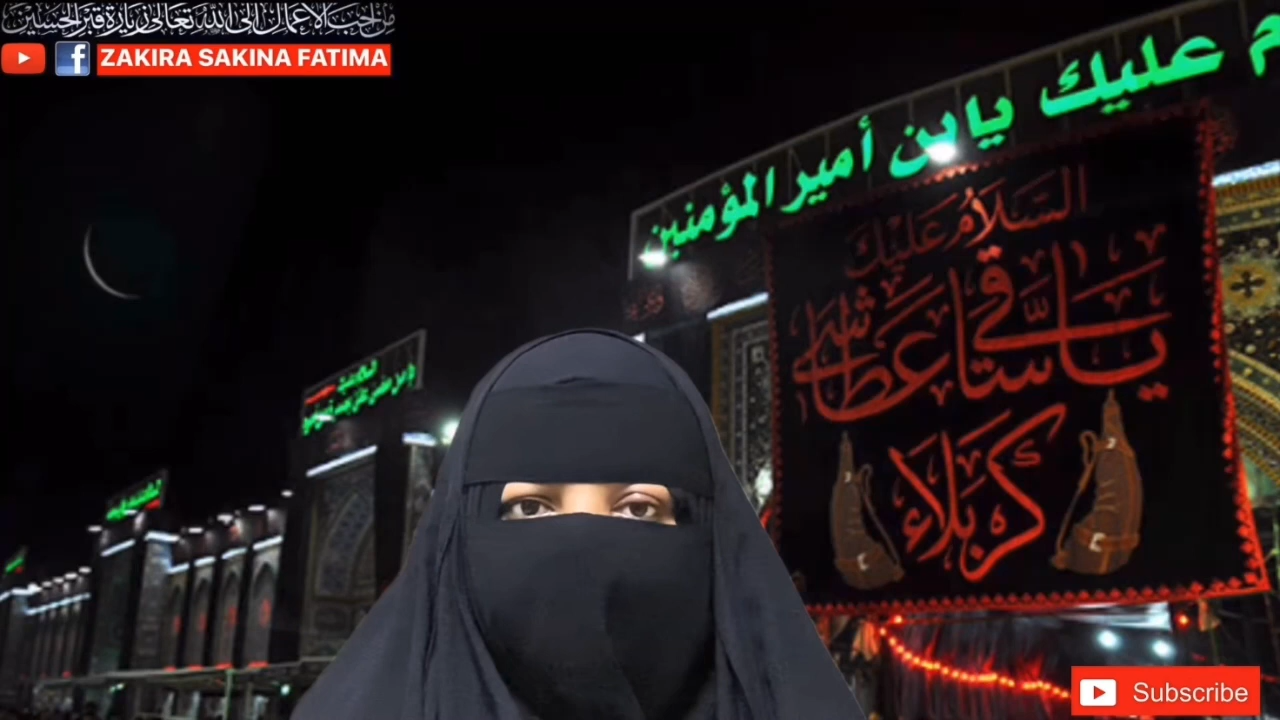 من احب الاعمال الى الله تعالى زيارة قبر الحسين
ZAKIRA SAKINA FATIMA
م عليك يابن أمير المؤمنين
السلام عليك
يا ساقي عطاشى
كربلاء
Subscribe